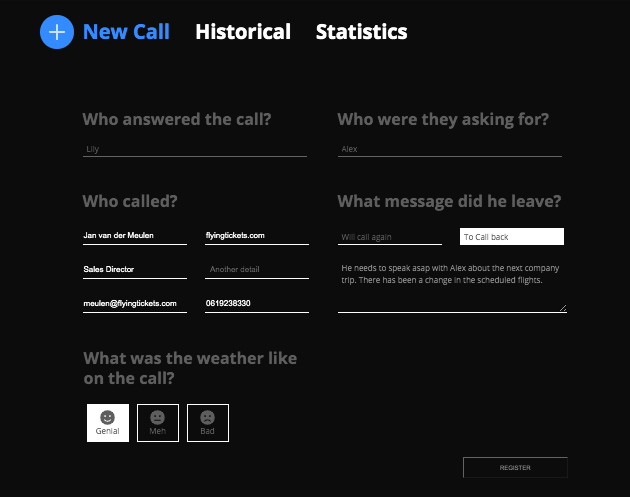 New Call Historical Statistics
Who answered the call? Who were they asking for?
Lily Alex
Who called? What message did he leave?
Jan van der Meulen flyingtickets.com Will call again To Call back
Sales Director Another detail
He needs to speak asap with Alex about the next company
trip. There has been a change in the scheduled flights.
meulen@flyingtickets.com 0619238330
What was the weather like
on the call?
Genial Meh Bad
REGISTER